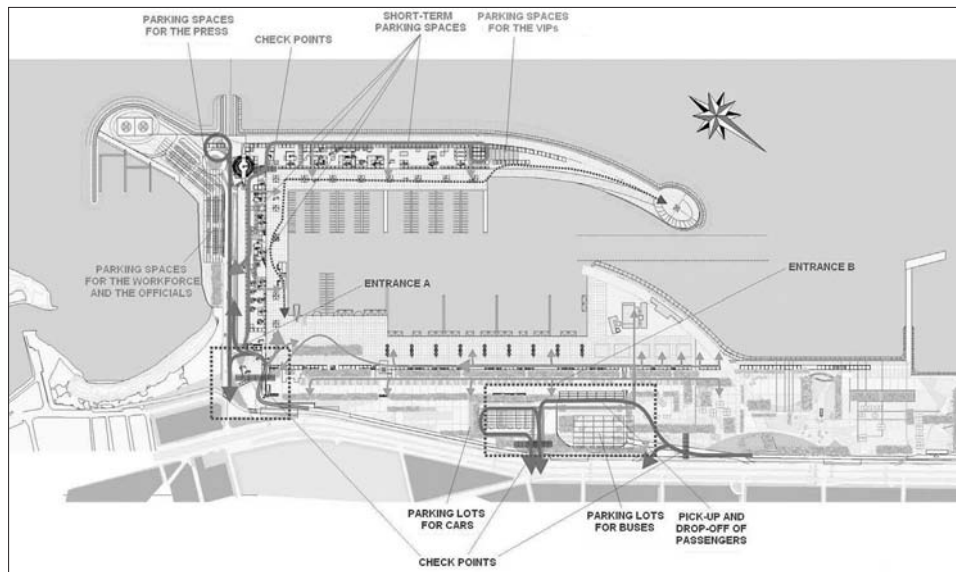 PARKING SPACES
FOR THE PRESS
CHECK POINTS
SHORT-TERM
PARKING SPACES
PARKING SPACES
FOR THE VIPs
PARKING SPACES
FOR THE WORKFORCE
AND THE OFFICIALS
ENTRANCE A
ENTRANCE B
PARKING LOTS
FOR CARS
PARKING LOTS
FOR BUSES
PICK-UP AND
DROP-OFF OF
PASSENGERS
CHECK POINTS